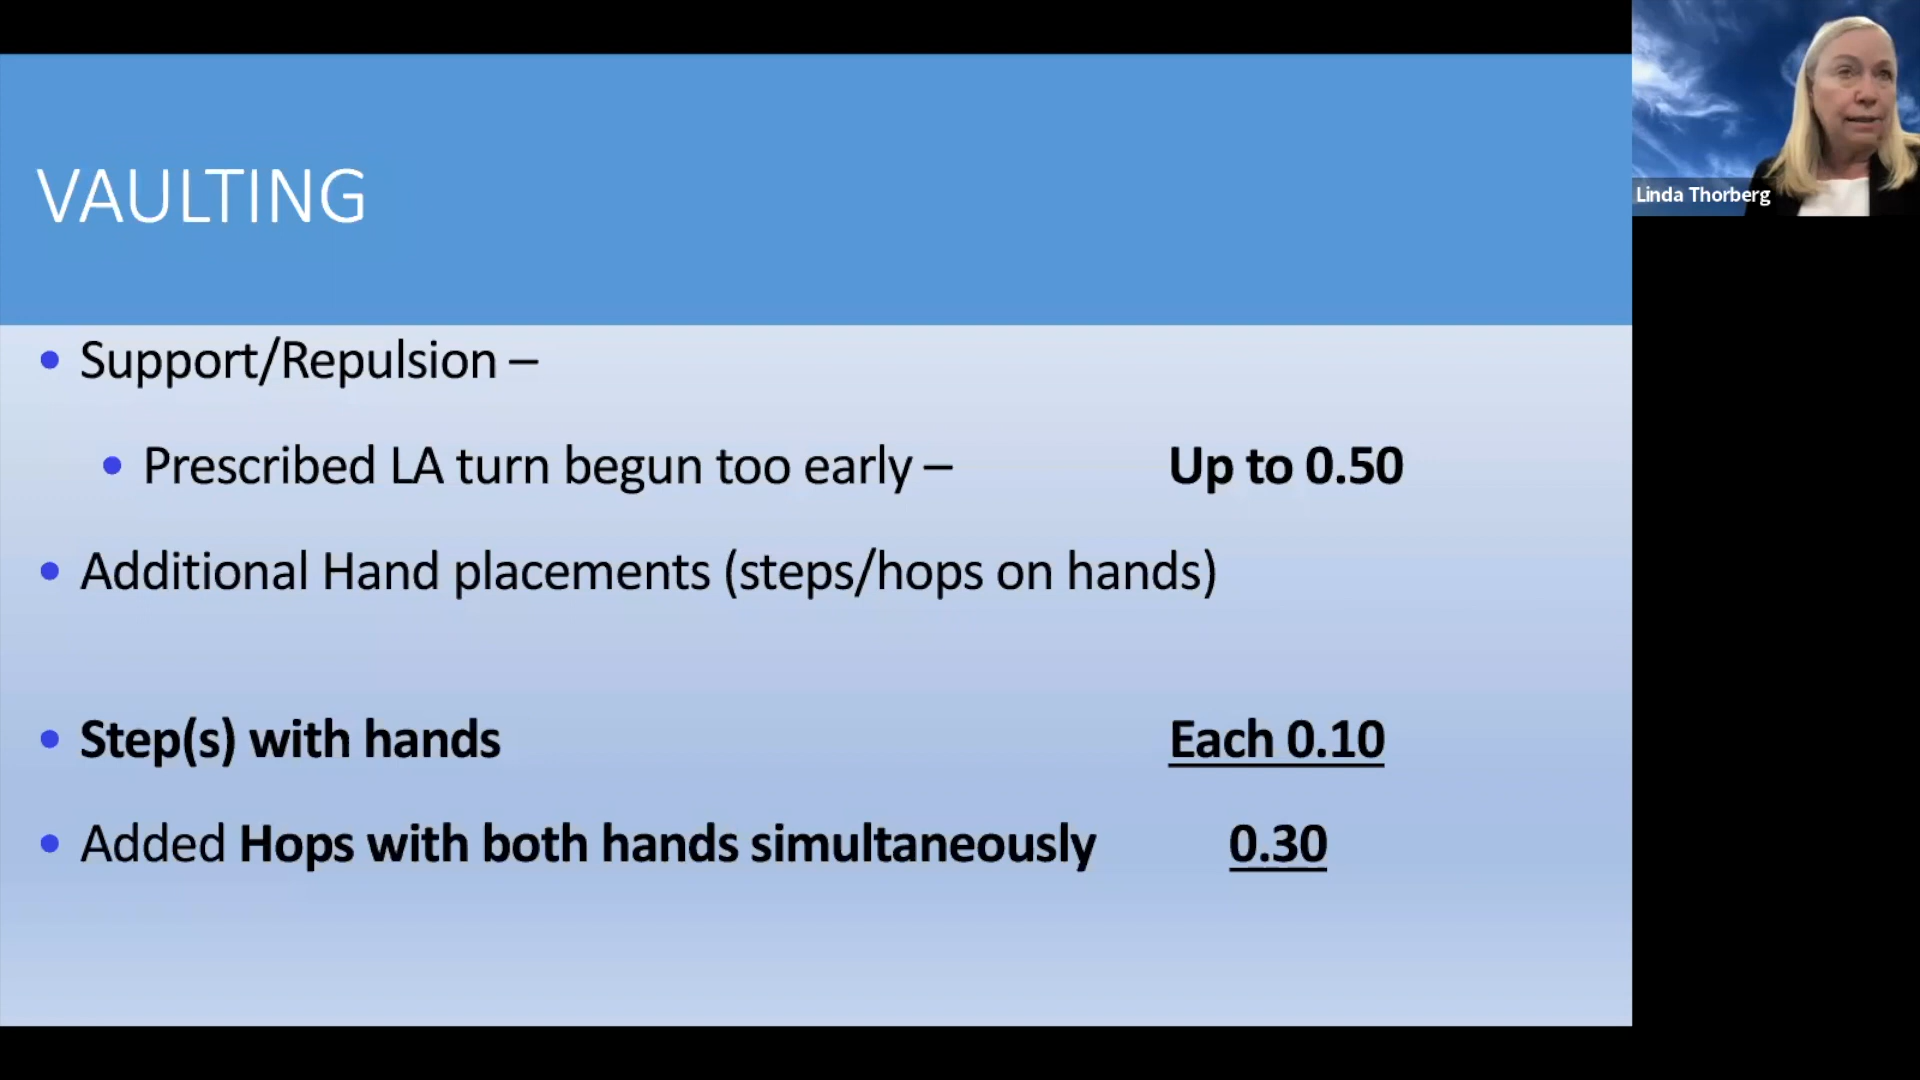 VAULTING
Linda Thorberg
• Support/Repulsion –
• Prescribed LA turn begun too early – Up to 0.50
• Additional Hand placements (steps/hops on hands)
• Step(s) with hands Each 0.10
• Added Hops with both hands simultaneously 0.30